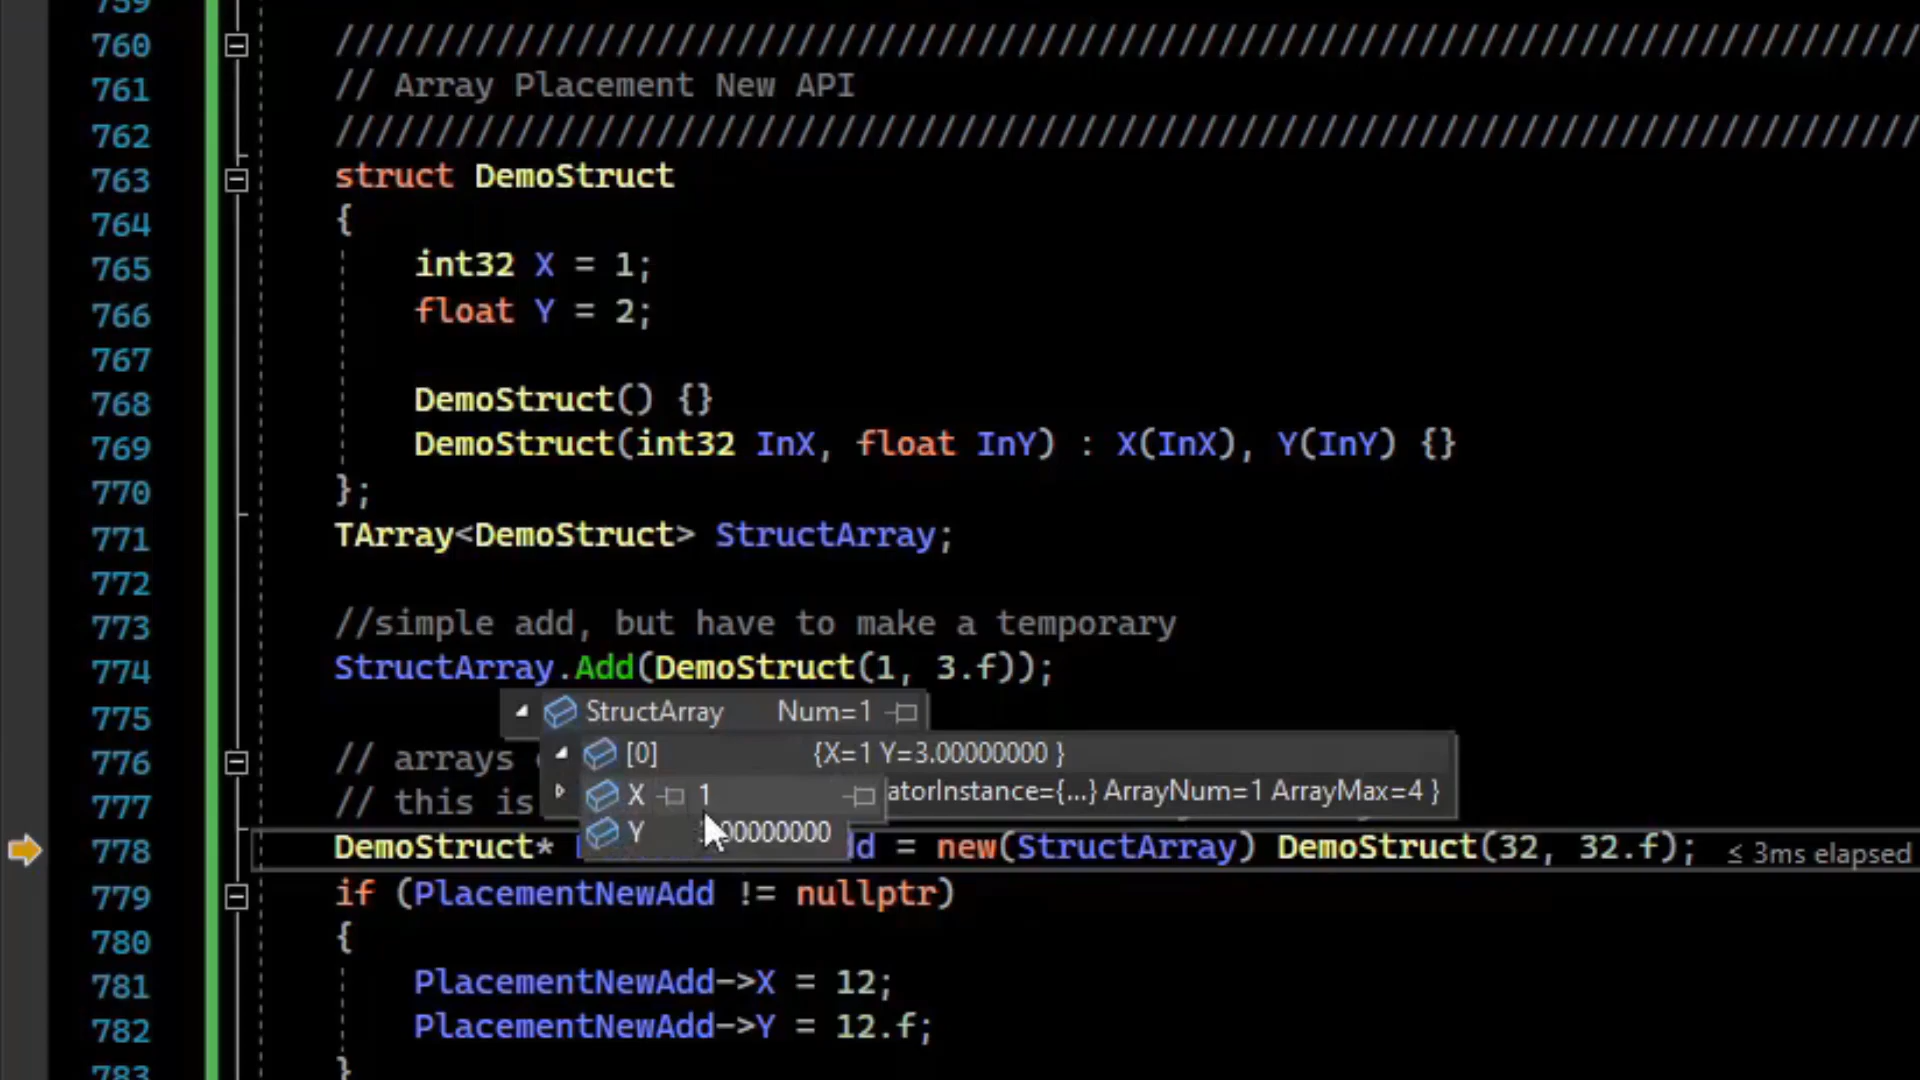 759
760 ////////////////////////////////////////////////////////////////////////////////
761 // Array Placement New API
762 ////////////////////////////////////////////////////////////////////////////////
763 struct DemoStruct
764 {
765 int32 X = 1;
766 float Y = 2;
767
768 DemoStruct() {}
769 DemoStruct(int32 InX, float InY) : X(InX), Y(InY) {}
770 };
771 TArray<DemoStruct> StructArray;
772
773 //simple add, but have to make a temporary
774 StructArray.Add(DemoStruct(1, 3.f));
775
StructArray Num=1
776 // arrays
[0] {X=1 Y=3.00000000 }
777 // this is
X 1
atorInstance={...} ArrayNum=1 ArrayMax=4 }
Y 00000000
778 DemoStruct* d = new(StructArray) DemoStruct(32, 32.f); ≤ 3ms elapsed
779 if (PlacementNewAdd != nullptr)
780 {
781 PlacementNewAdd->X = 12;
782 PlacementNewAdd->Y = 12.f;
783 }